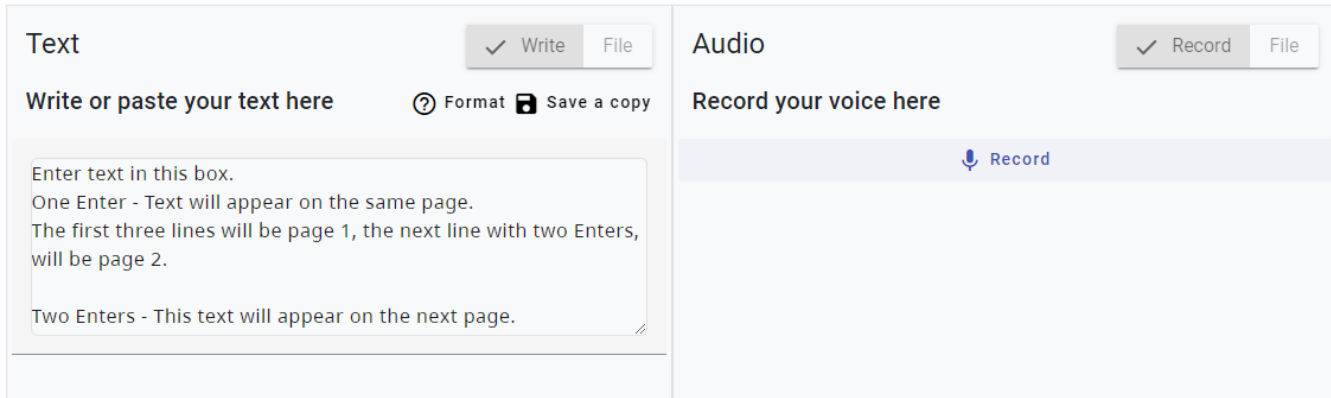 Text
Write File
Write or paste your text here
Format Save a copy
Enter text in this box.
One Enter - Text will appear on the same page.
The first three lines will be page 1, the next line with two Enters,
will be page 2.
Two Enters - This text will appear on the next page.
Audio
Record File
Record your voice here
Record